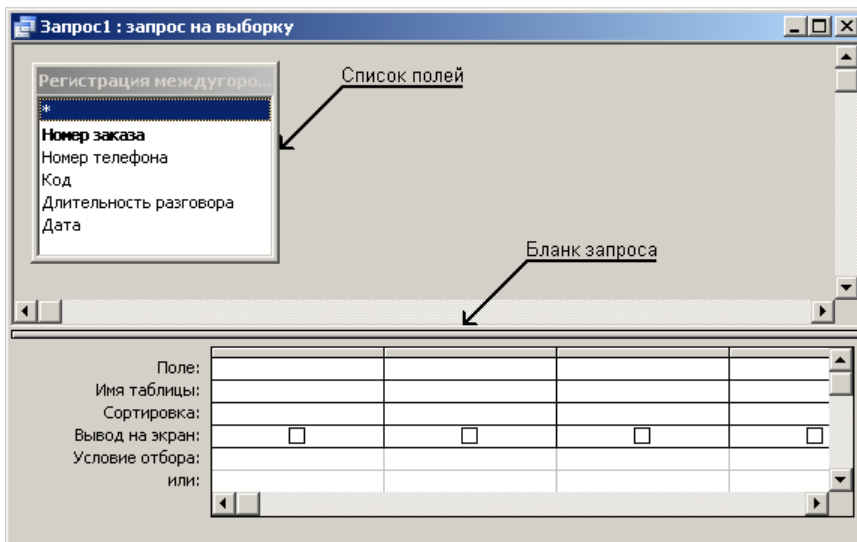 Запрос1 : запрос на выборку
Регистрация междугоро...
Список полей
*
Номер заказа
Номер телефона
Код
Длительность разговора
Дата
Бланк запроса
Поле:
Имя таблицы:
Сортировка:
Вывод на экран:
Условие отбора:
или: